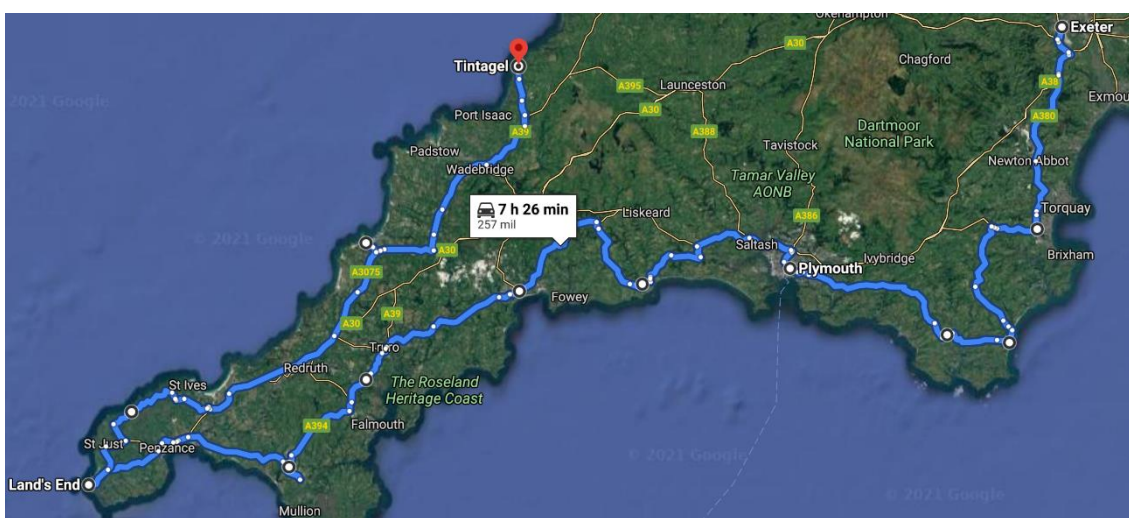 Okehampton
Exeter
A30
Chagford
Tintagel
A395
Launceston
A30
A38
2021 Google
A380
Exmou
Port Isaac
A39
A388
Dartmoor
National Park
Padstow
Tavistock
Wadebridge
Newton Abbot
Tamar Valley
AONB
7 h 26 min
257 mil
Liskeard
A386
Torquay
© 2021 Google
A30
Saltash
Ivybridge
Brixham
A3075
Plymouth
Fowey
A30
A39
Truro
Redruth
The Roseland
Heritage Coast
St Ives
A394
Falmouth
St Just
Penzance
© 2021 Google
Land's End
© 2021 Google
Mullion